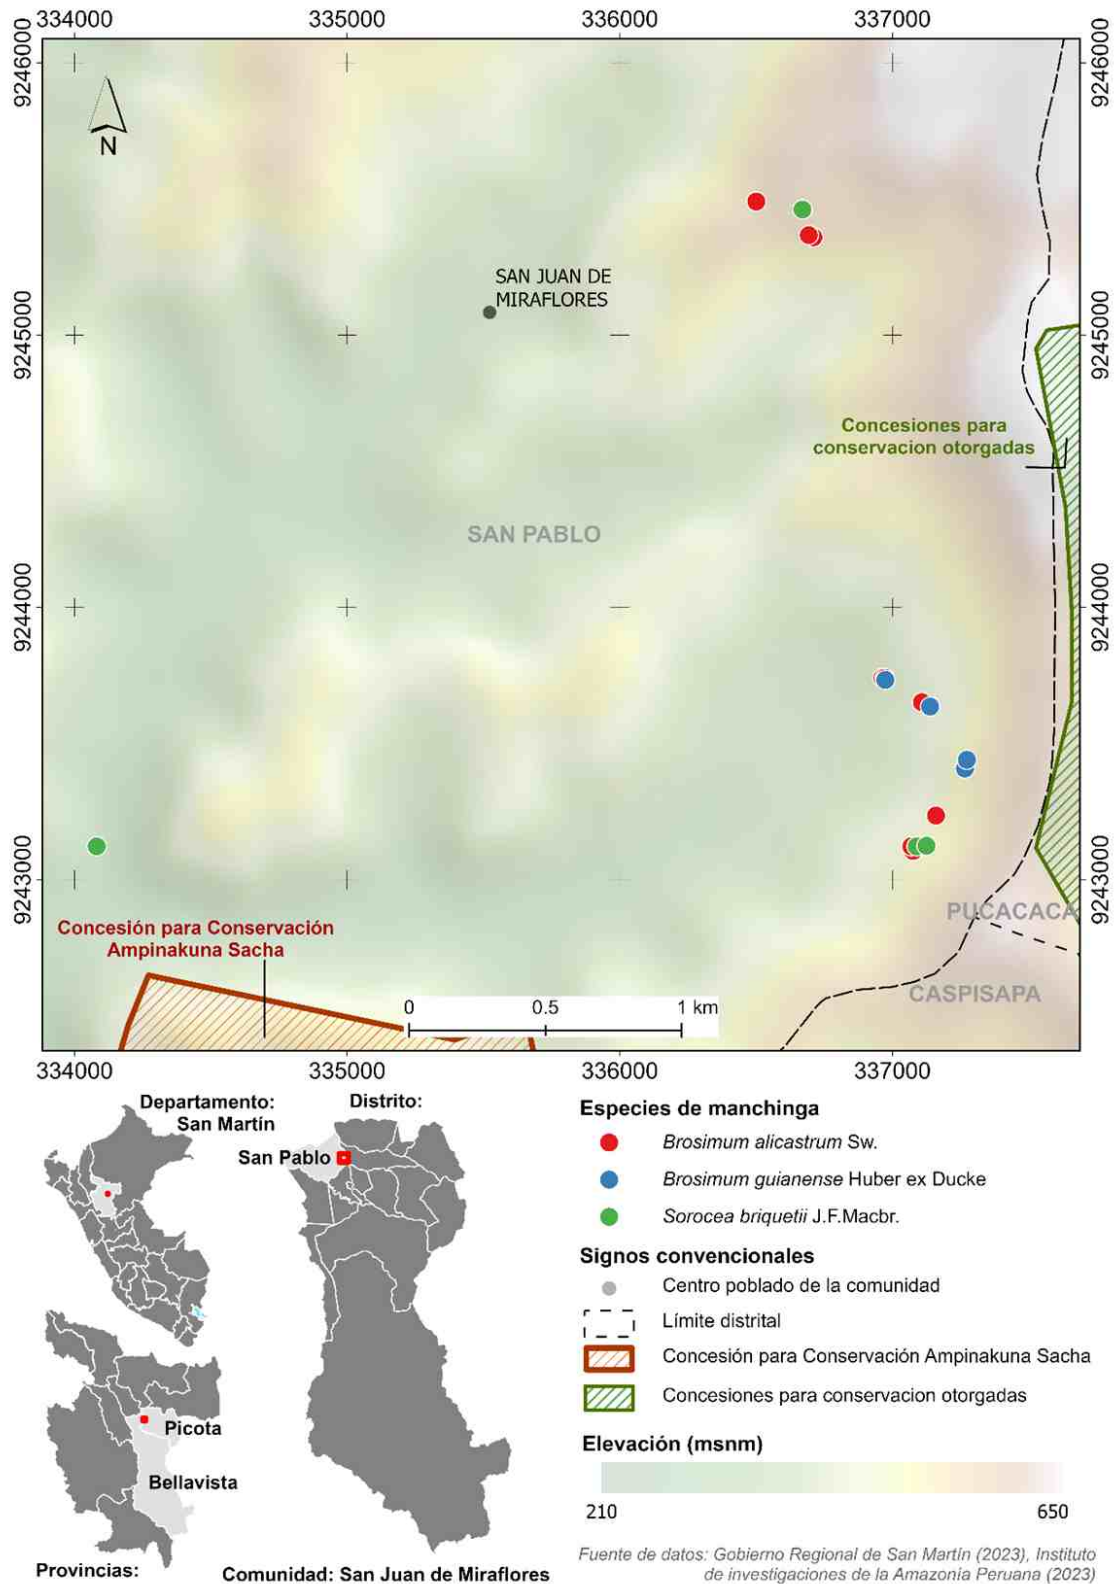 334000
335000
336000
337000
9246000
9246000
N
SAN JUAN DE
MIRAFLORES
9245000
9245000
Concesiones para
conservacion otorgadas
SAN PABLO
9244000
9244000
9243000
9243000
PUCACACA
Concesión para Conservación
Ampinakuna Sacha
CASPISAPA
0
0.5
1 km
334000
335000
336000
337000
Departamento:
San Martín
Distrito:
San Pablo
Picota
Bellavista
Provincias:
Comunidad: San Juan de Miraflores
Especies de manchinga
Brosimum alicastrum Sw.
Brosimum guianense Huber ex Ducke
Sorocea briquetii J.F.Macbr.
Signos convencionales
Centro poblado de la comunidad
Límite distrital
Concesión para Conservación Ampinakuna Sacha
Concesiones para conservacion otorgadas
Elevación (msnm)
210
650
Fuente de datos: Gobierno Regional de San Martín (2023), Instituto
de investigaciones de la Amazonia Peruana (2023)